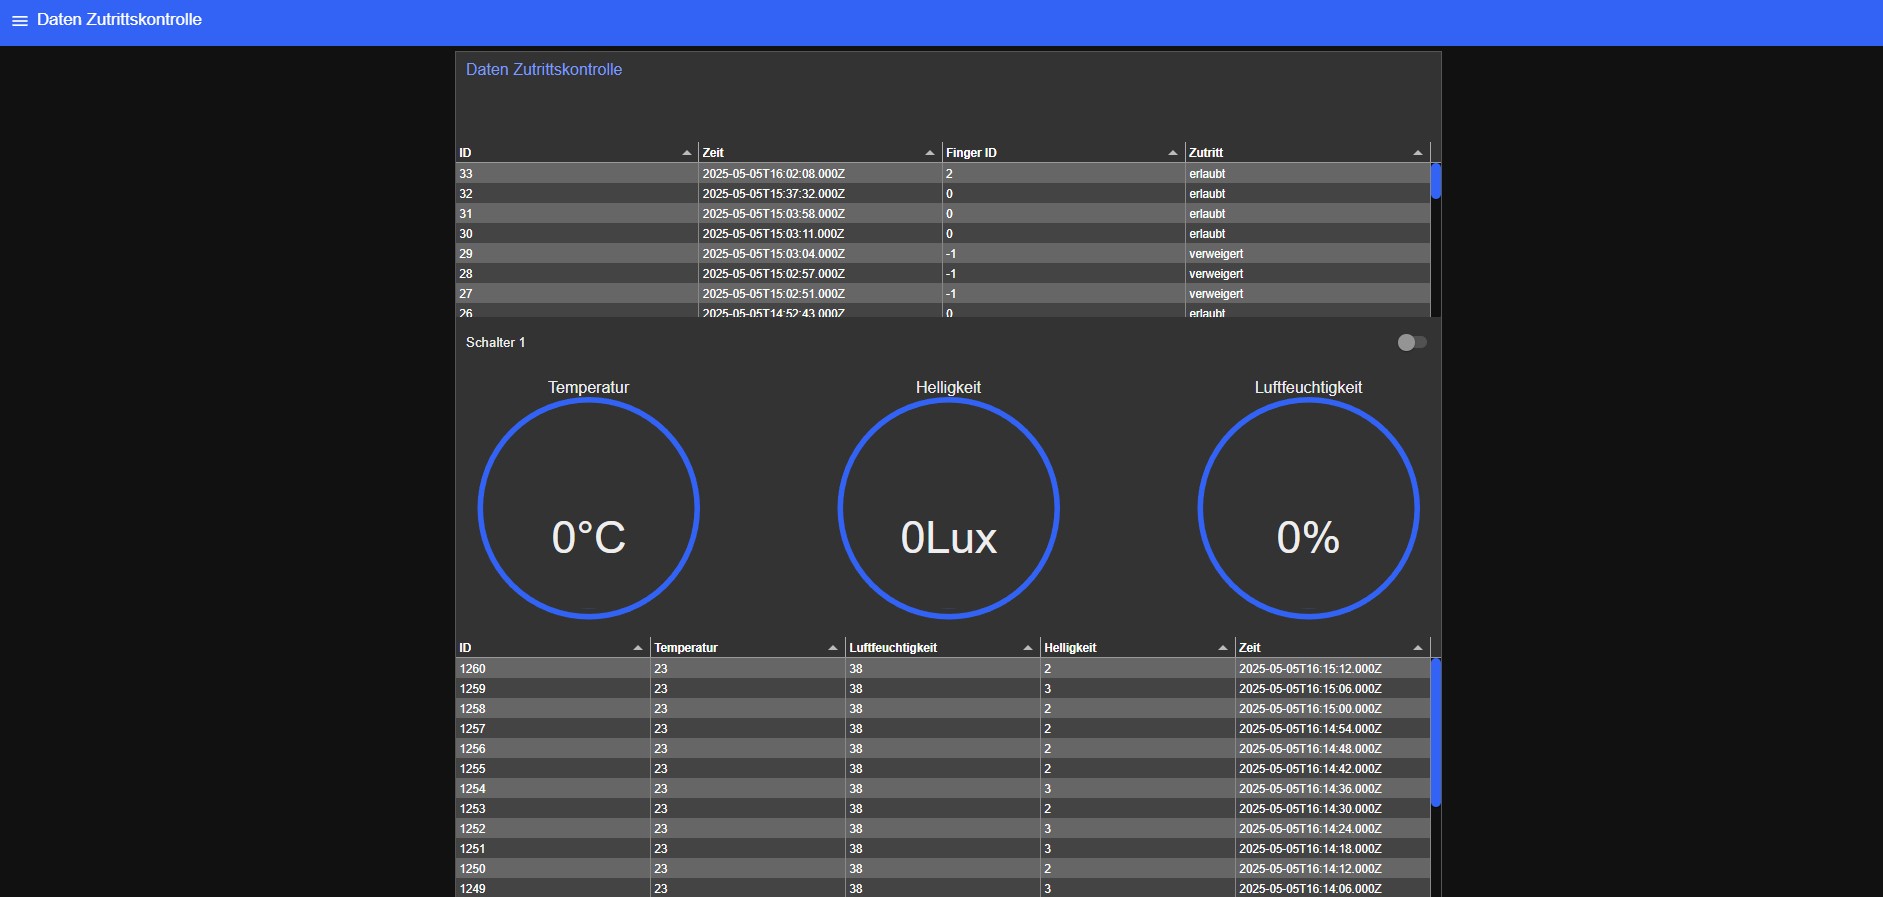 Daten Zutrittskontrolle
Daten Zutrittskontrolle
ID Zeit Finger ID Zutritt
33 2025-05-05T16:02:08.000Z 2 erlaubt
32 2025-05-05T15:37:32.000Z 0 erlaubt
31 2025-05-05T15:03:58.000Z 0 erlaubt
30 2025-05-05T15:03:11.000Z 0 erlaubt
29 2025-05-05T15:03:04.000Z -1 verweigert
28 2025-05-05T15:02:57.000Z -1 verweigert
27 2025-05-05T15:02:51.000Z -1 verweigert
26 2025-05-05T14:52:43.000Z 0 erlaubt
Schalter 1
Temperatur Helligkeit Luftfeuchtigkeit
0°C 0Lux 0%
ID Temperatur Luftfeuchtigkeit Helligkeit Zeit
1260 23 38 2 2025-05-05T16:15:12.000Z
1259 23 38 3 2025-05-05T16:15:06.000Z
1258 23 38 2 2025-05-05T16:15:00.000Z
1257 23 38 2 2025-05-05T16:14:54.000Z
1256 23 38 2 2025-05-05T16:14:48.000Z
1255 23 38 2 2025-05-05T16:14:42.000Z
1254 23 38 3 2025-05-05T16:14:36.000Z
1253 23 38 2 2025-05-05T16:14:30.000Z
1252 23 38 3 2025-05-05T16:14:24.000Z
1251 23 38 3 2025-05-05T16:14:18.000Z
1250 23 38 2 2025-05-05T16:14:12.000Z
1249 23 38 3 2025-05-05T16:14:06.000Z